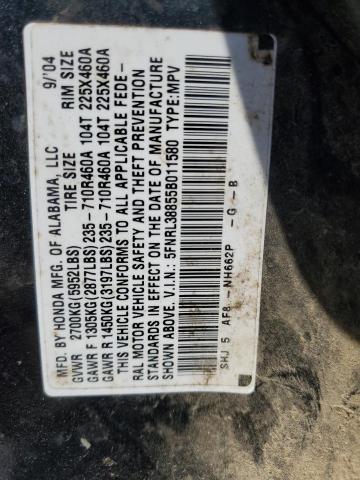 MFD. BY HONDA MFG. OF ALABAMA, LLC 9/'04
GVWR 2700KG(5952LBS) TIRE SIZE RIM SIZE
GAWR F 1305KG(2877LBS)235-710R460A 104T 225X460A
GAWR R 1450KG(3197LBS)235-710R460A 104T 225X460A
THIS VEHICLE CONFORMS TO ALL APPLICABLE FEDE-
RAL MOTOR VEHICLE SAFETY AND THEFT PREVENTION
STANDARDS IN EFFECT ON THE DATE OF MANUFACTURE
SHOWN ABOVE. V.I.N.: 5FNRL38855B011580 TYPE:MPV
SHJ 5 AF8 - NH662P - G - B